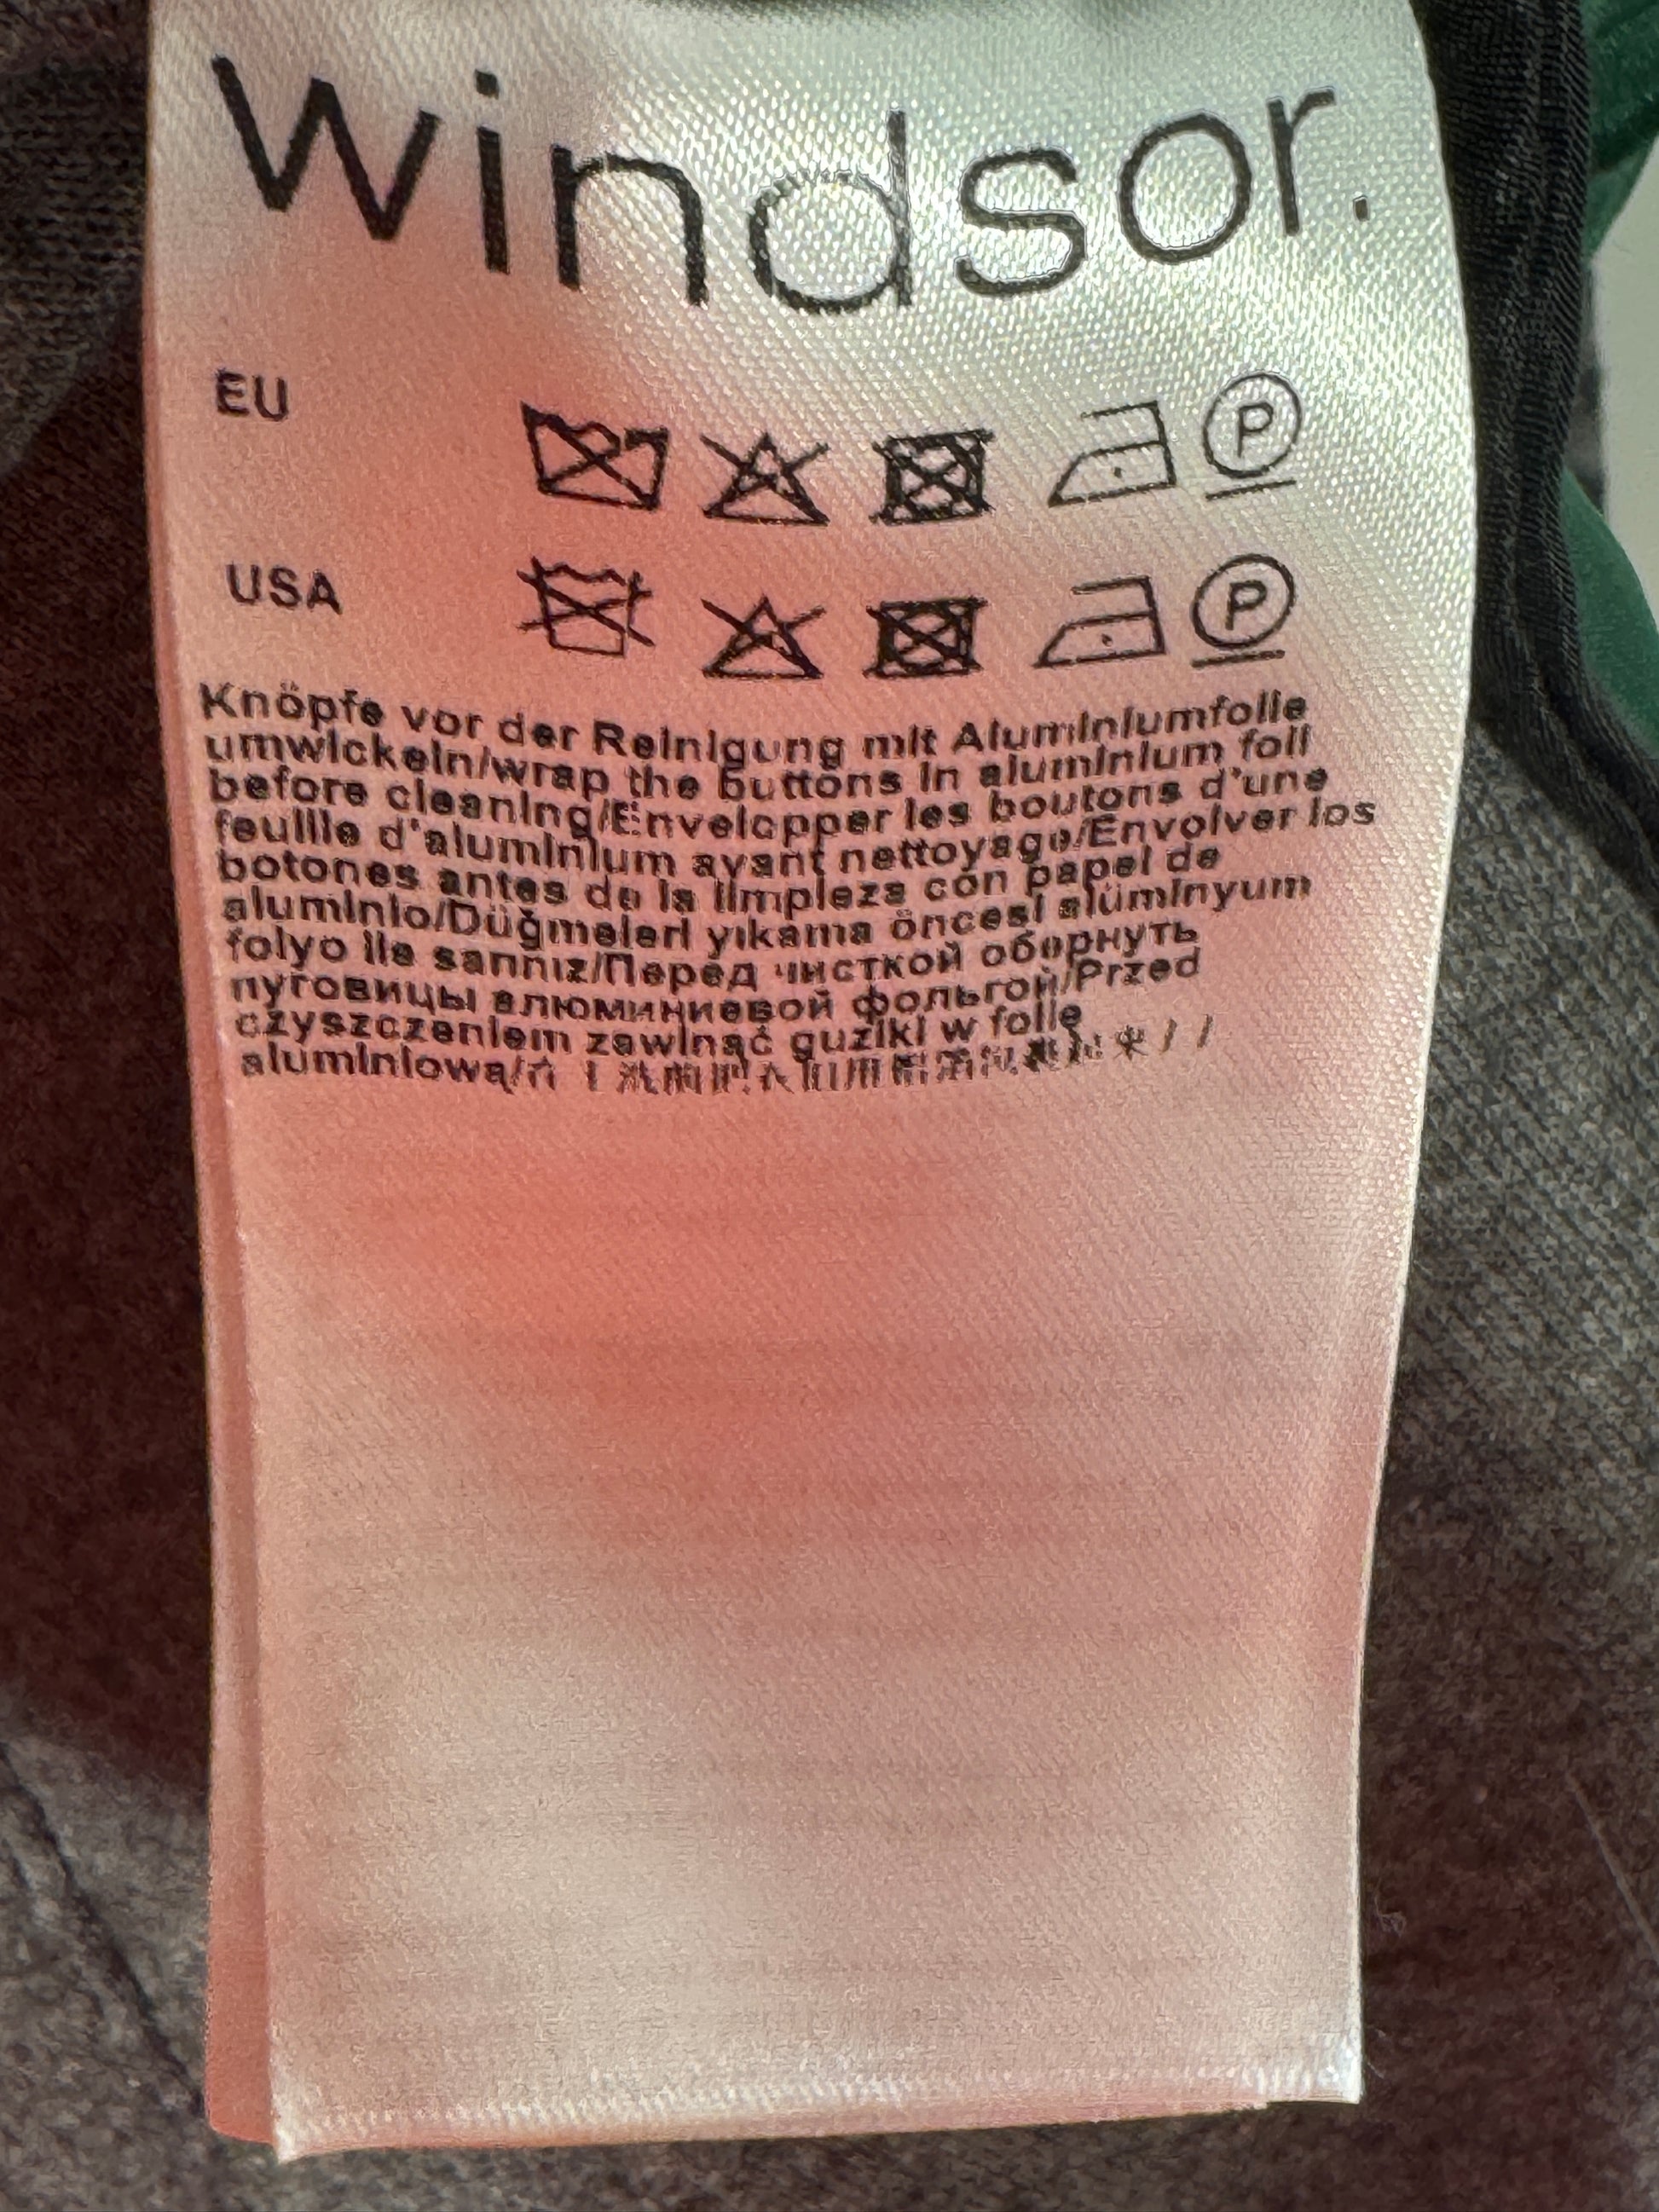 windsor.
EU
P
USA
P
Knöpfe vor der Reinigung mit Aluminiumfolie
umwickeln/wrap the buttons in aluminium foil
before cleaning/Envelopper les boutons d'une
feuille d'aluminium avant nettoyage/Envolver los
botones antes de la limpieza con papel de
aluminio/Düğmeleri yıkama öncesi alüminyum
folyo ile sarınız/Перед чисткой обернуть
пуговицы алюминиевой фольгой/Przed
czyszczeniem zawinąć guziki w folię
aluminiową/